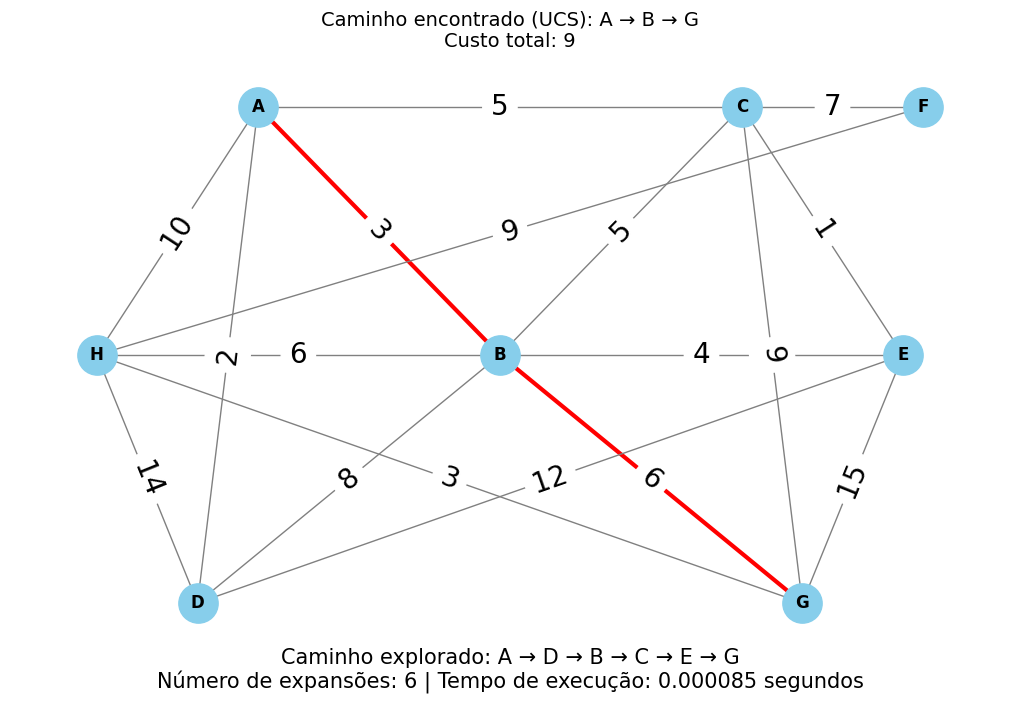 Caminho encontrado (UCS): A → B → G
Custo total: 9
A
5
C
7
F
10
3
9
5
1
H
2
6
B
4
9
E
14
8
3
12
6
15
D
G
Caminho explorado: A → D → B → C → E → G
Número de expansões: 6 | Tempo de execução: 0.000085 segundos